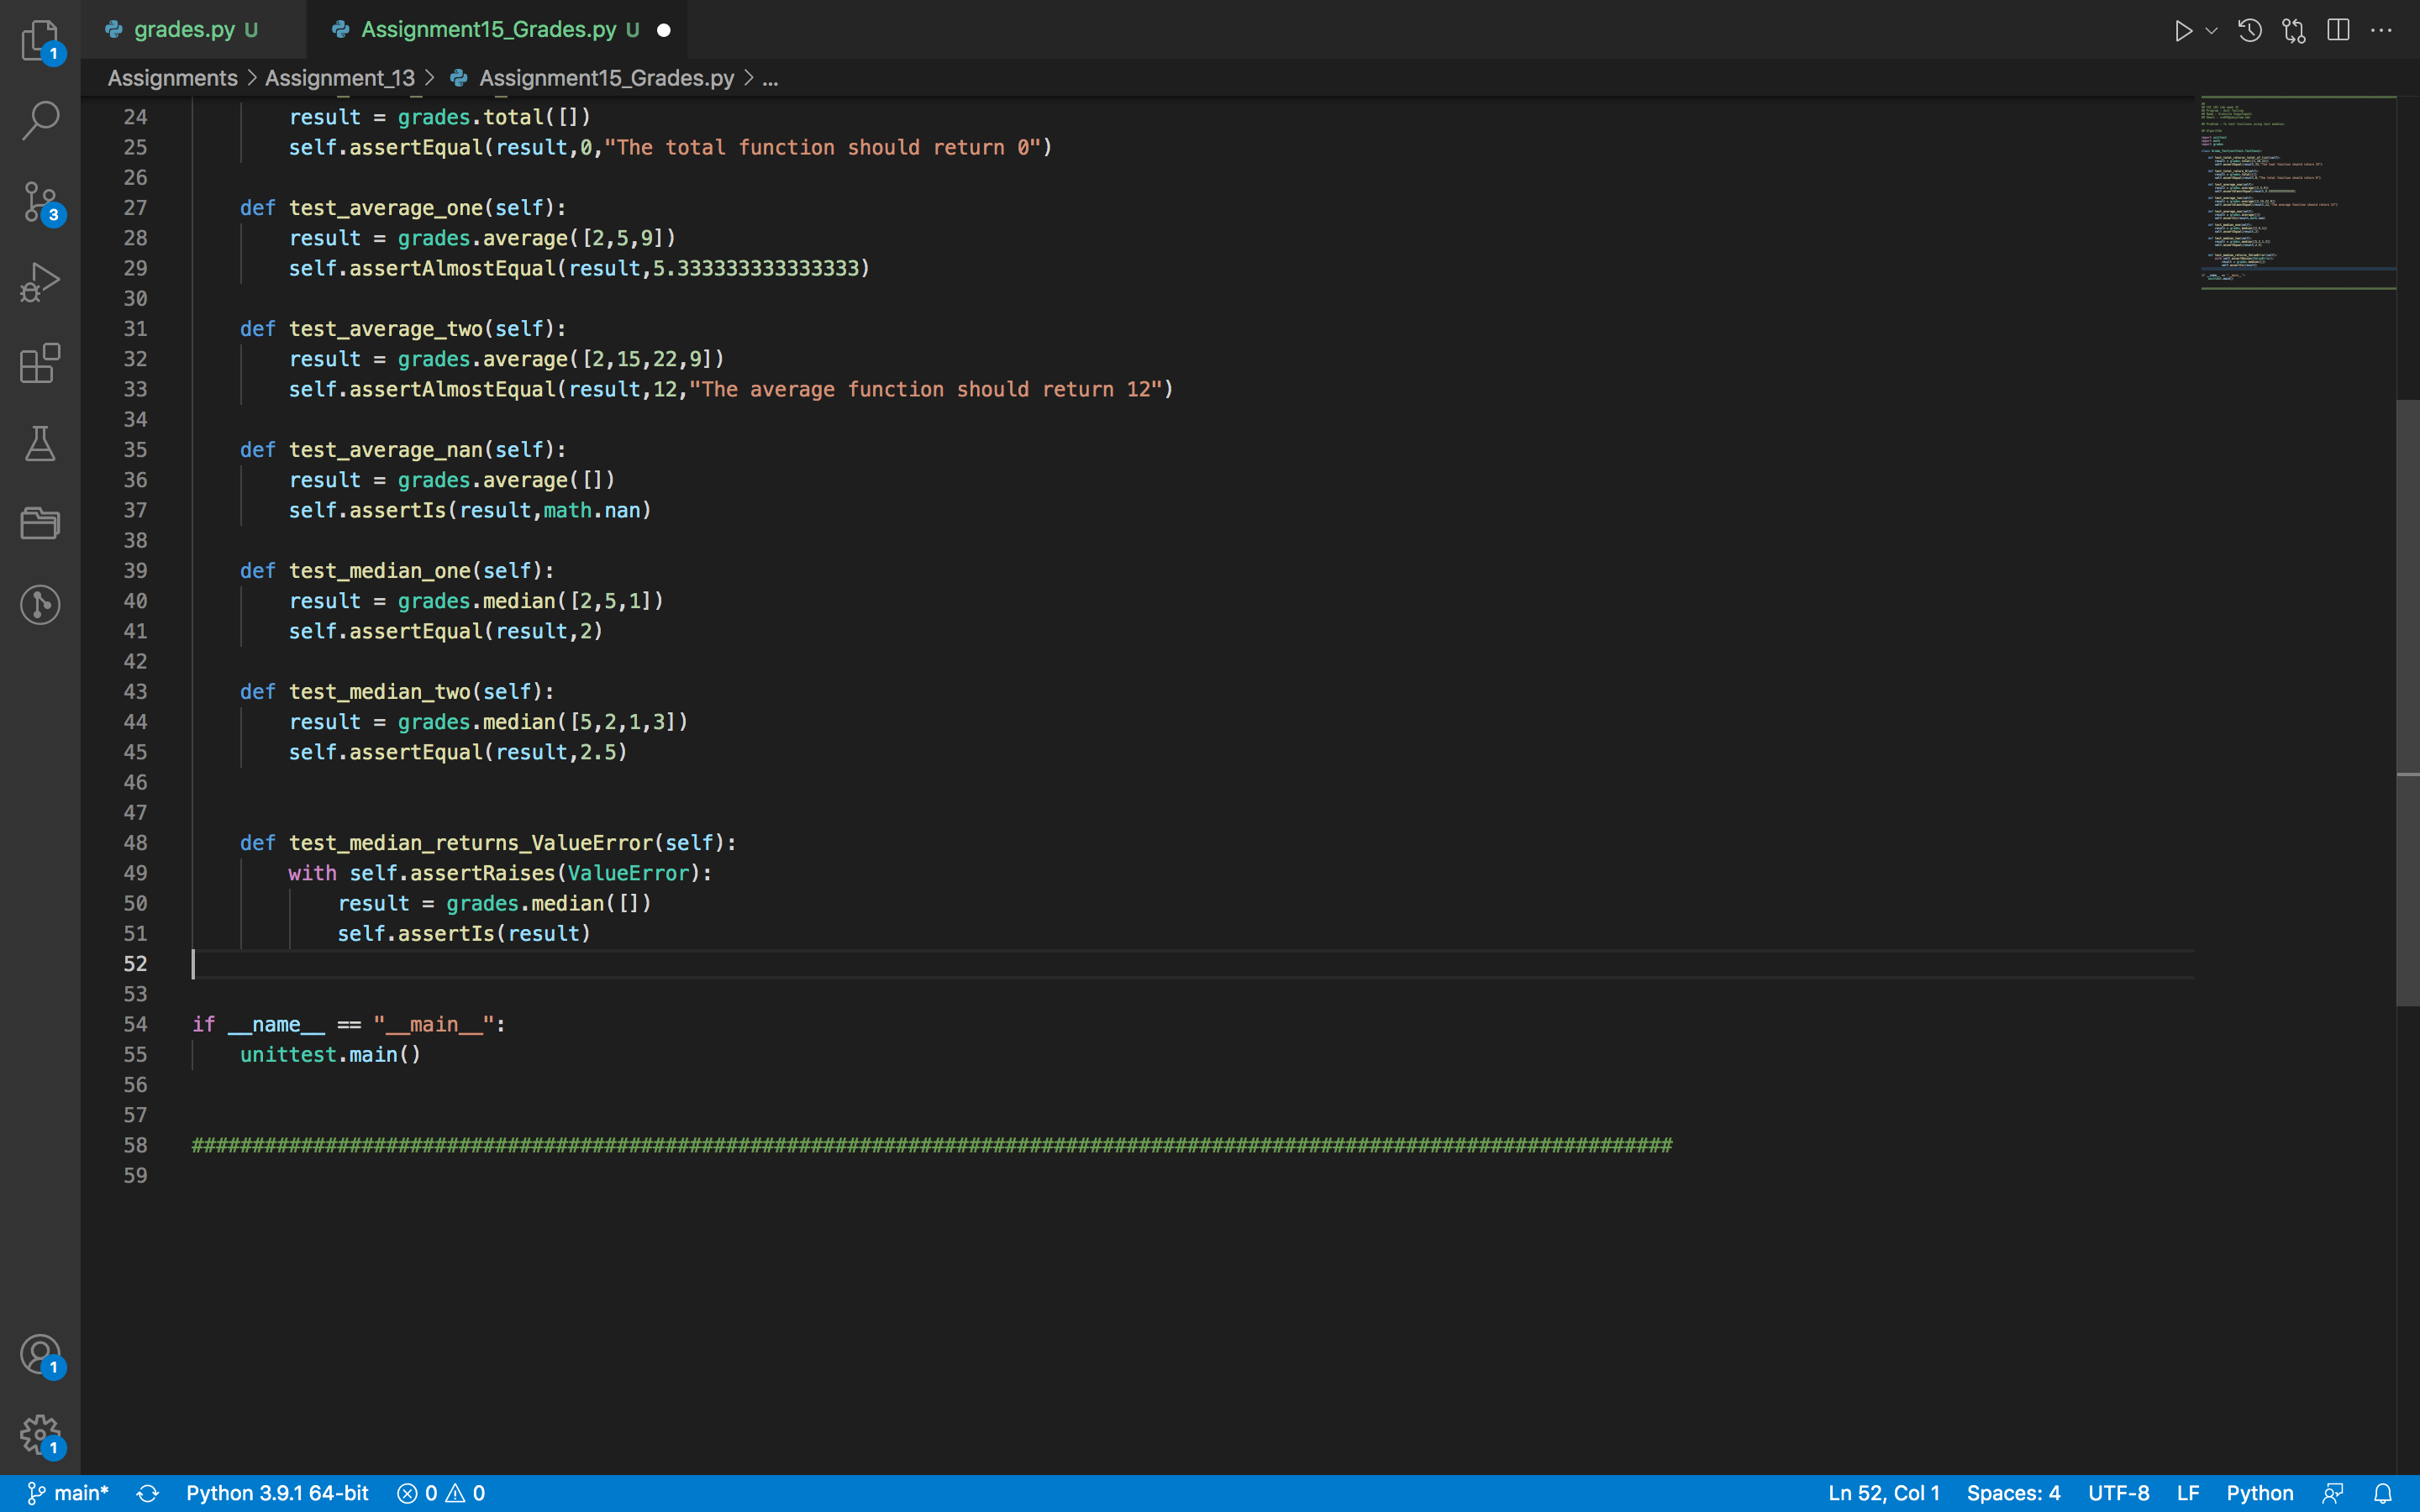 grades.py U
Assignment15_Grades.py U
Assignments > Assignment_13 > Assignment15_Grades.py > ...
24 result = grades.total([])
25 self.assertEqual(result,0,"The total function should return 0")
26
27 def test_average_one(self):
28 result = grades.average([2,5,9])
29 self.assertAlmostEqual(result,5.333333333333333)
30
31 def test_average_two(self):
32 result = grades.average([2,15,22,9])
33 self.assertAlmostEqual(result,12,"The average function should return 12")
34
35 def test_average_nan(self):
36 result = grades.average([])
37 self.assertIs(result,math.nan)
38
39 def test_median_one(self):
40 result = grades.median([2,5,1])
41 self.assertEqual(result,2)
42
43 def test_median_two(self):
44 result = grades.median([5,2,1,3])
45 self.assertEqual(result,2.5)
46
47
48 def test_median_returns_ValueError(self):
49 with self.assertRaises(ValueError):
50 result = grades.median([])
51 self.assertIs(result)
52
53
54 if __name__ == "__main__":
55 unittest.main()
56
57
58 ##########################################################################################################################
59
1
3
1
1
main* Python 3.9.1 64-bit 0 0 Ln 52, Col 1 Spaces: 4 UTF-8 LF Python